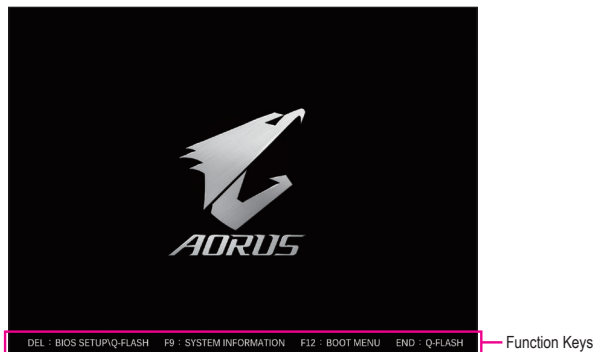 AORUS
DEL : BIOS SETUP\Q-FLASH F9 : SYSTEM INFORMATION F12 : BOOT MENU END : Q-FLASH
Function Keys